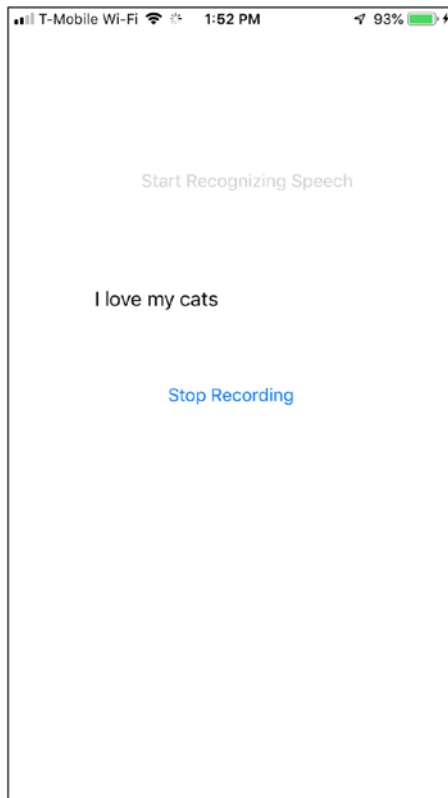 T-Mobile Wi-Fi 1:52 PM 93%
Start Recognizing Speech
I love my cats
Stop Recording